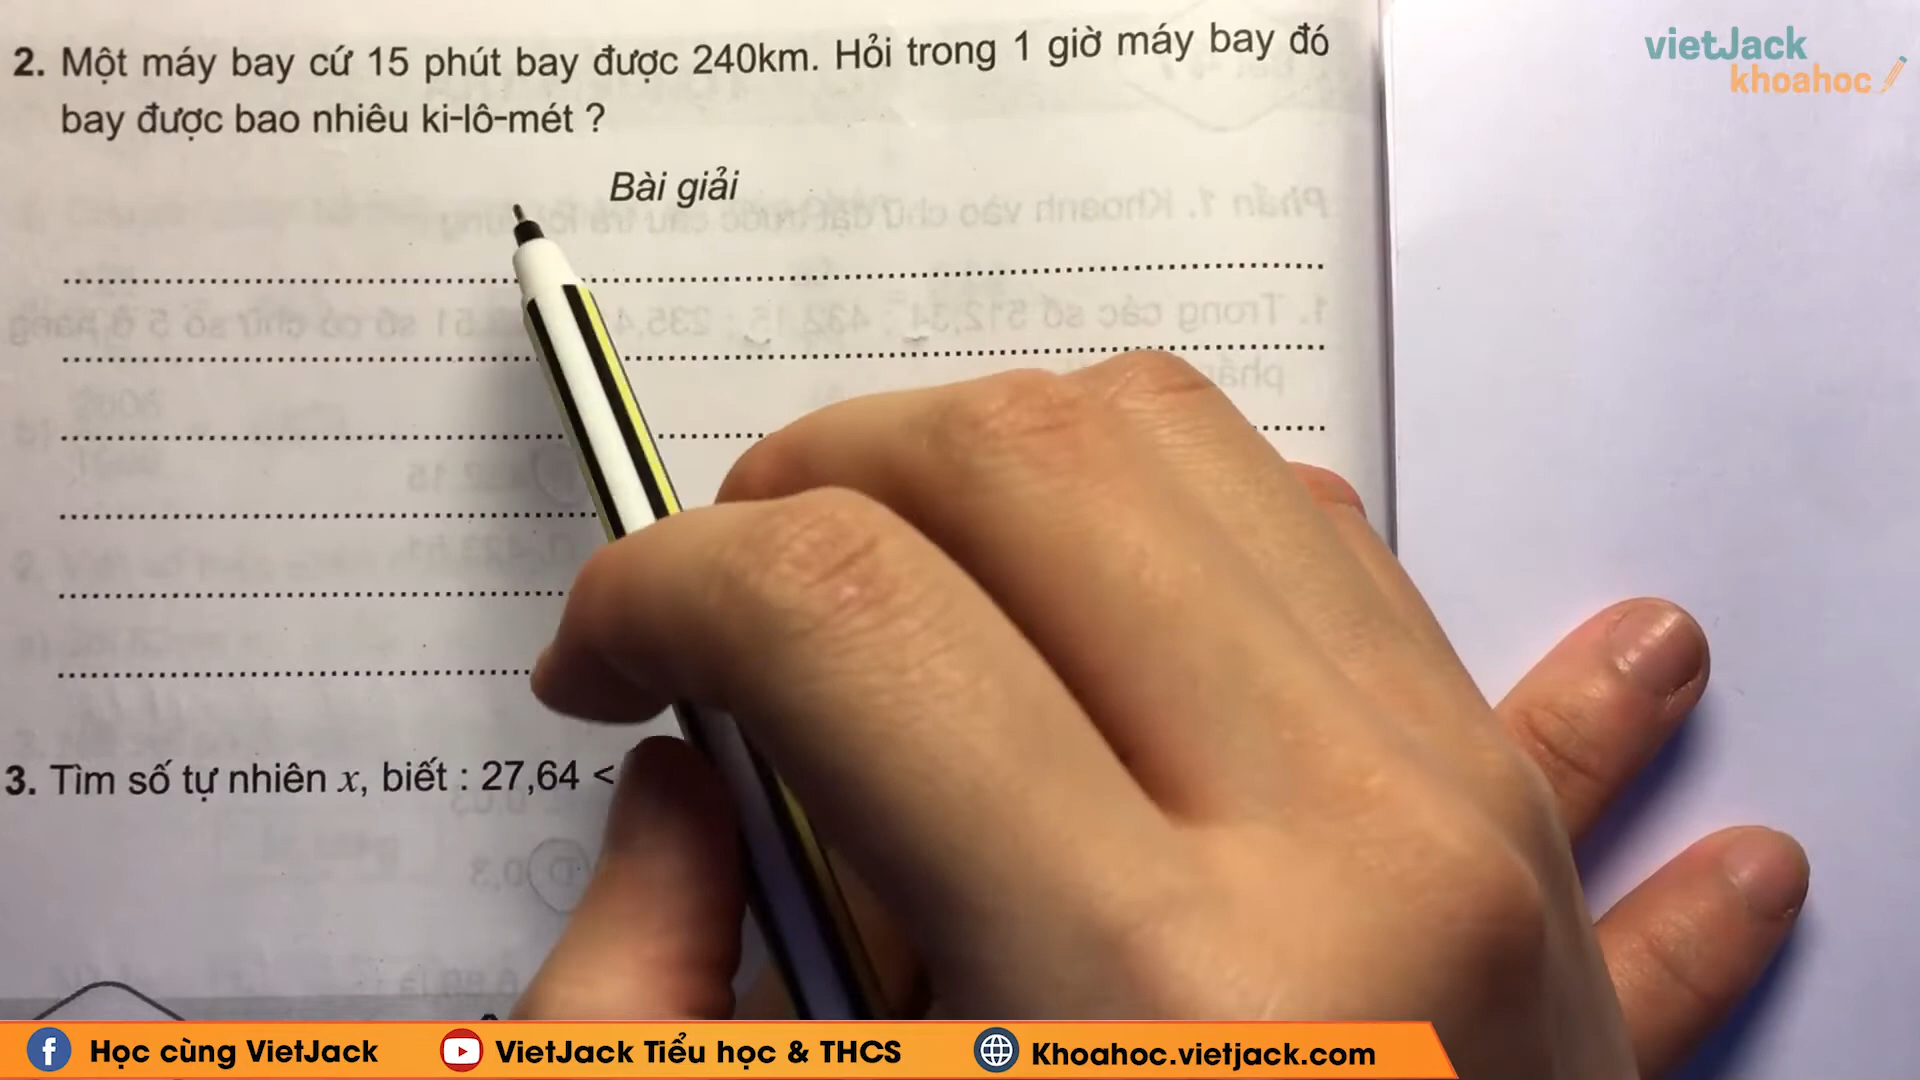 vietJack
khoahoc
2. Một máy bay cứ 15 phút bay được 240km. Hỏi trong 1 giờ máy bay đó
bay được bao nhiêu ki-lô-mét ?
Bài giải
3. Tìm số tự nhiên x, biết : 27,64 <
Học cùng VietJack
VietJack Tiểu học & THCS
Khoahoc.vietjack.com